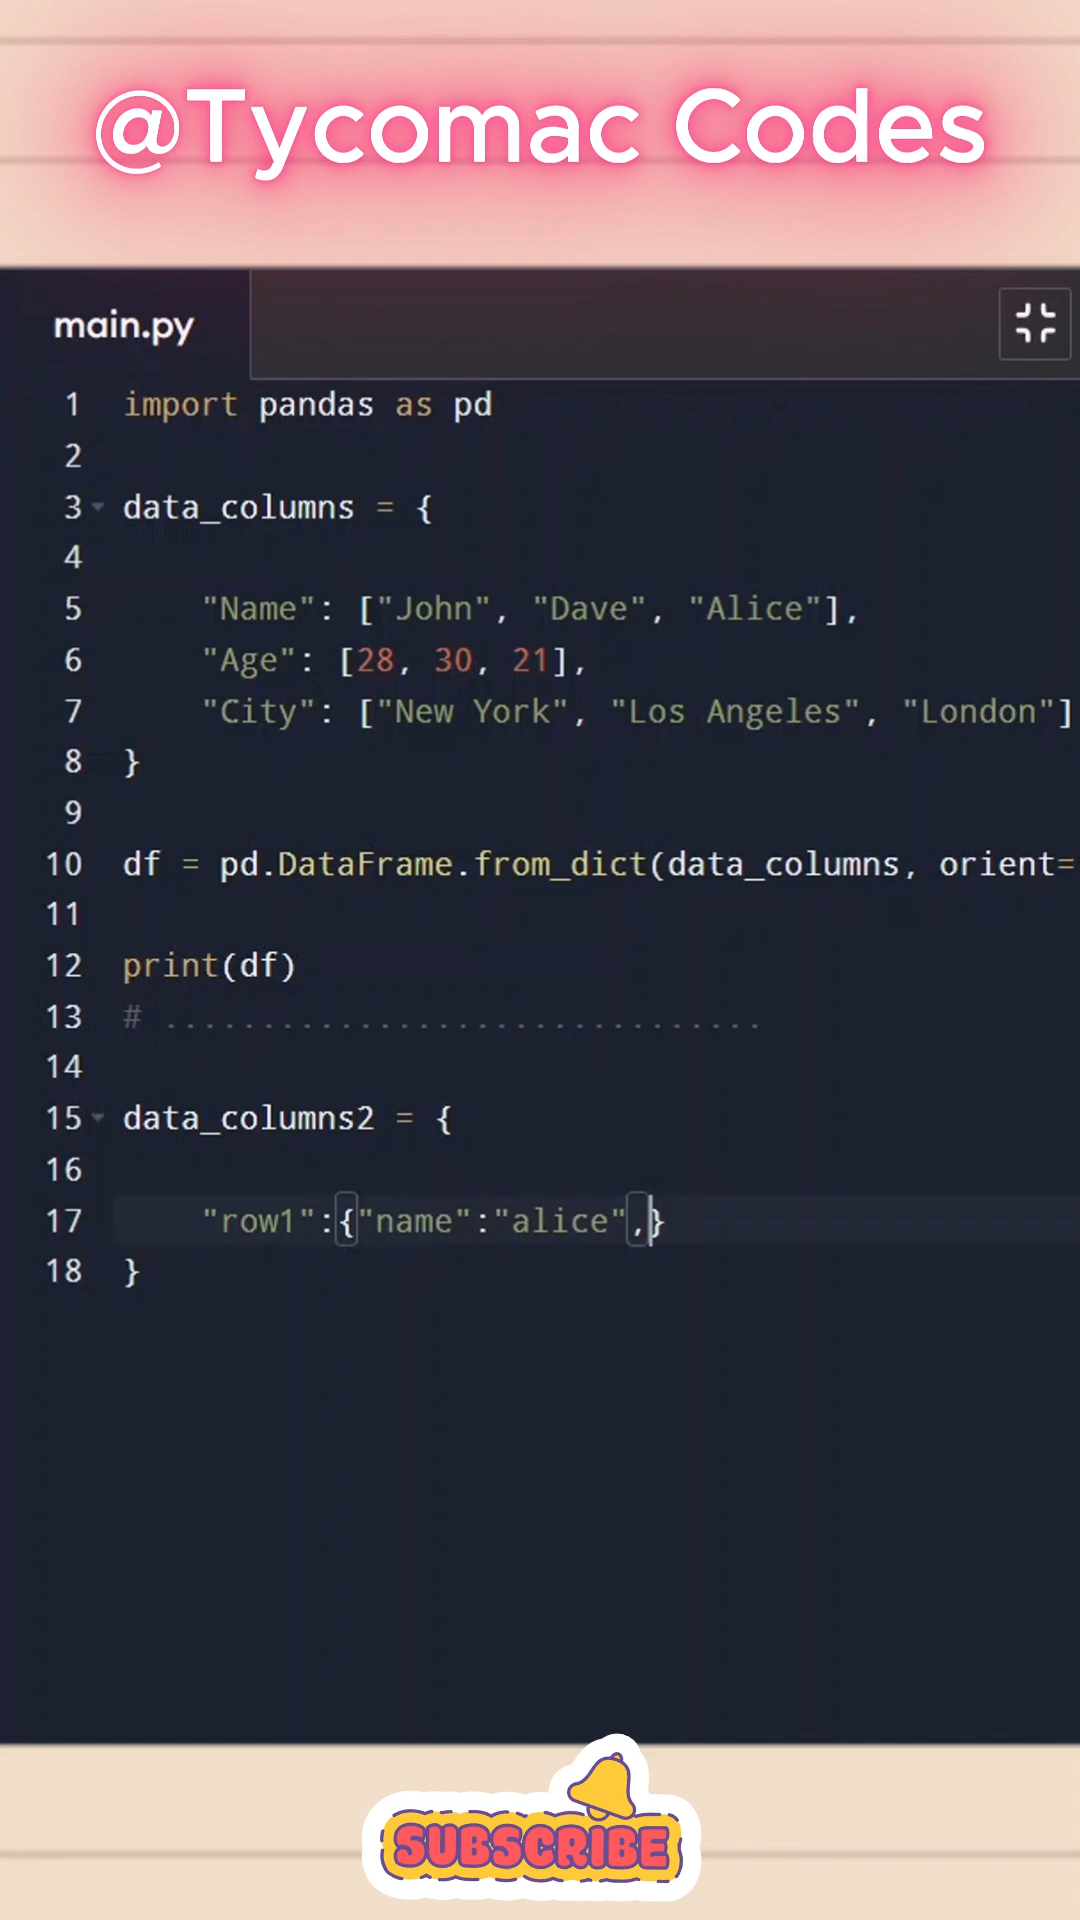 @Tycomac Codes
main.py
1 import pandas as pd
2
3 data_columns = {
4
5 "Name": ["John", "Dave", "Alice"],
6 "Age": [28, 30, 21],
7 "City": ["New York", "Los Angeles", "London"]
8 }
9
10 df = pd.DataFrame.from_dict(data_columns, orient=
11
12 print(df)
13 # ...............................
14
15 data_columns2 = {
16
17 "row1":{"name":"alice",}
18 }
SUBSCRIBE